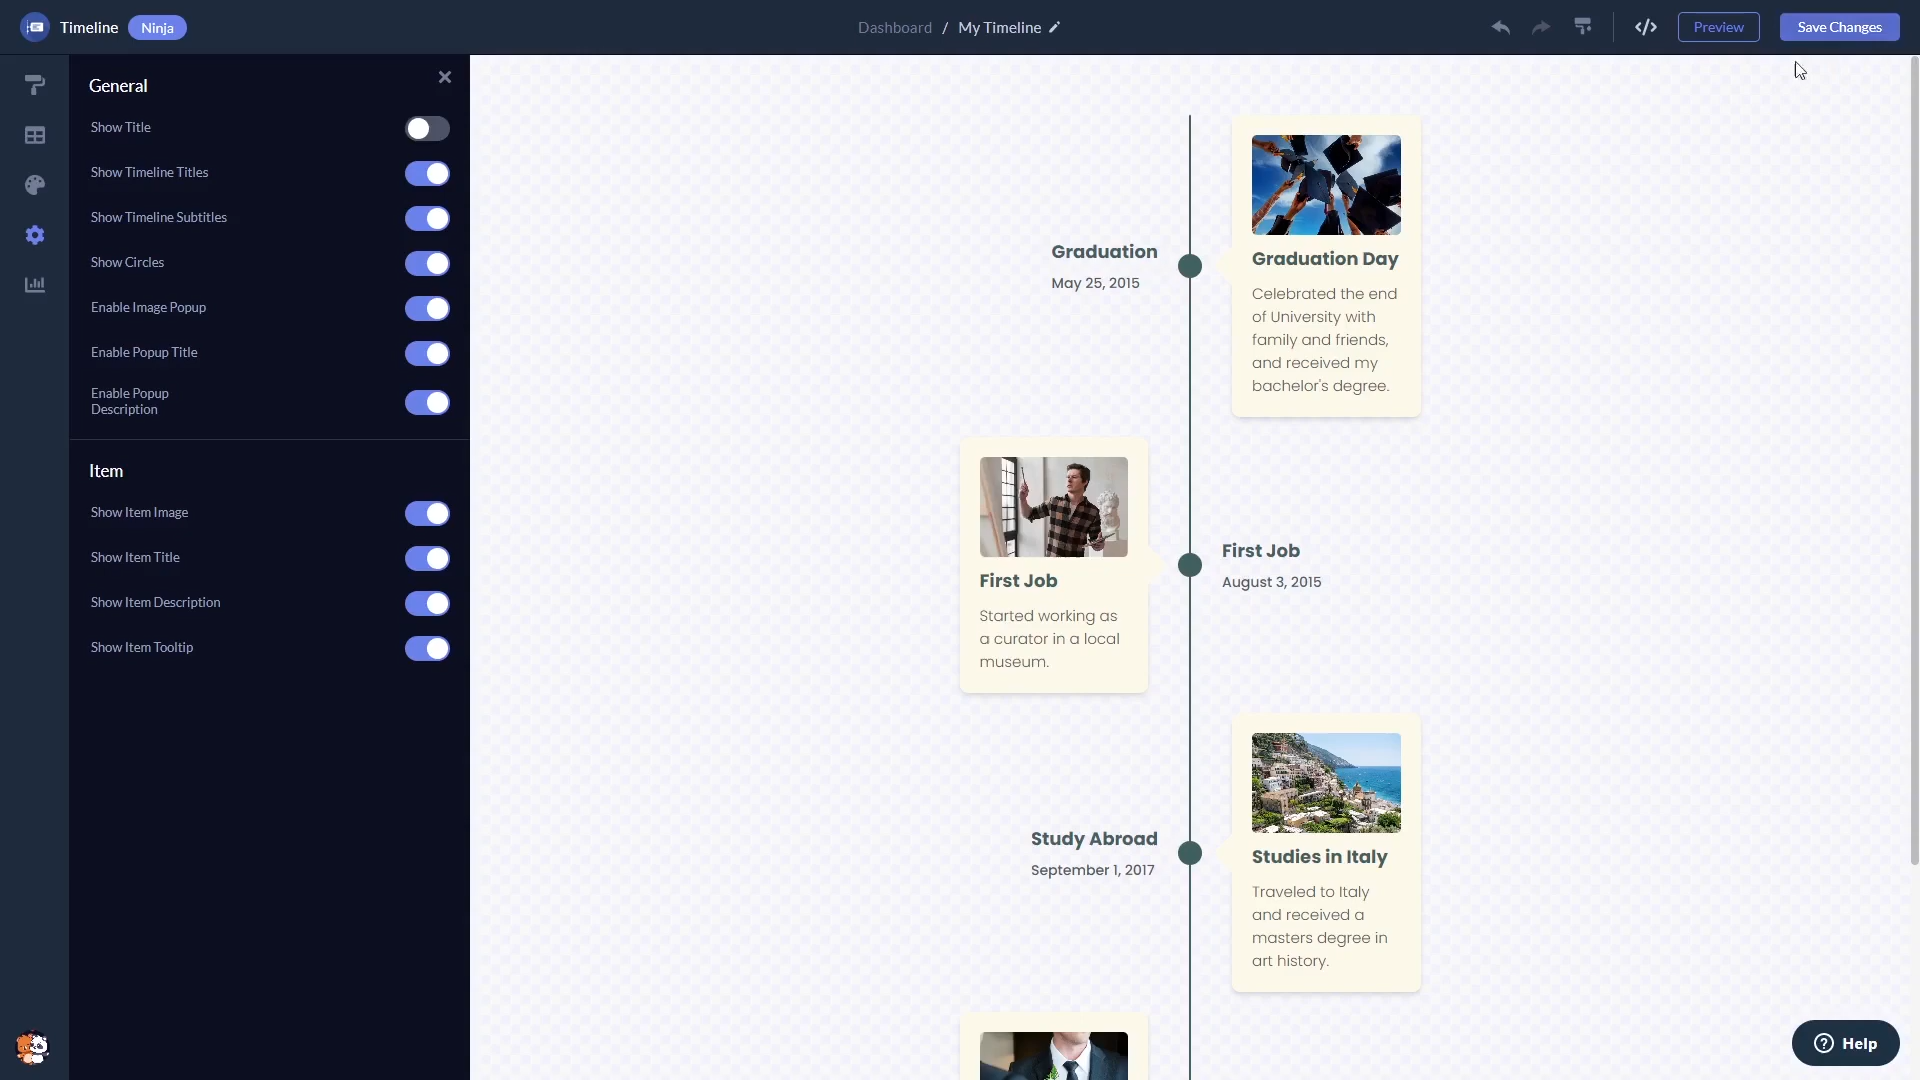 Timeline Ninja
Dashboard / My Timeline
Preview
Save Changes
General
Show Title
Show Timeline Titles
Show Timeline Subtitles
Show Circles
Enable Image Popup
Enable Popup Title
Enable Popup
Description
Item
Show Item Image
Show Item Title
Show Item Description
Show Item Tooltip
Graduation
May 25, 2015
Graduation Day
Celebrated the end
of University with
family and friends,
and received my
bachelor's degree.
First Job
Started working as
a curator in a local
museum.
First Job
August 3, 2015
Study Abroad
September 1, 2017
Studies in Italy
Traveled to Italy
and received a
masters degree in
art history.
Help